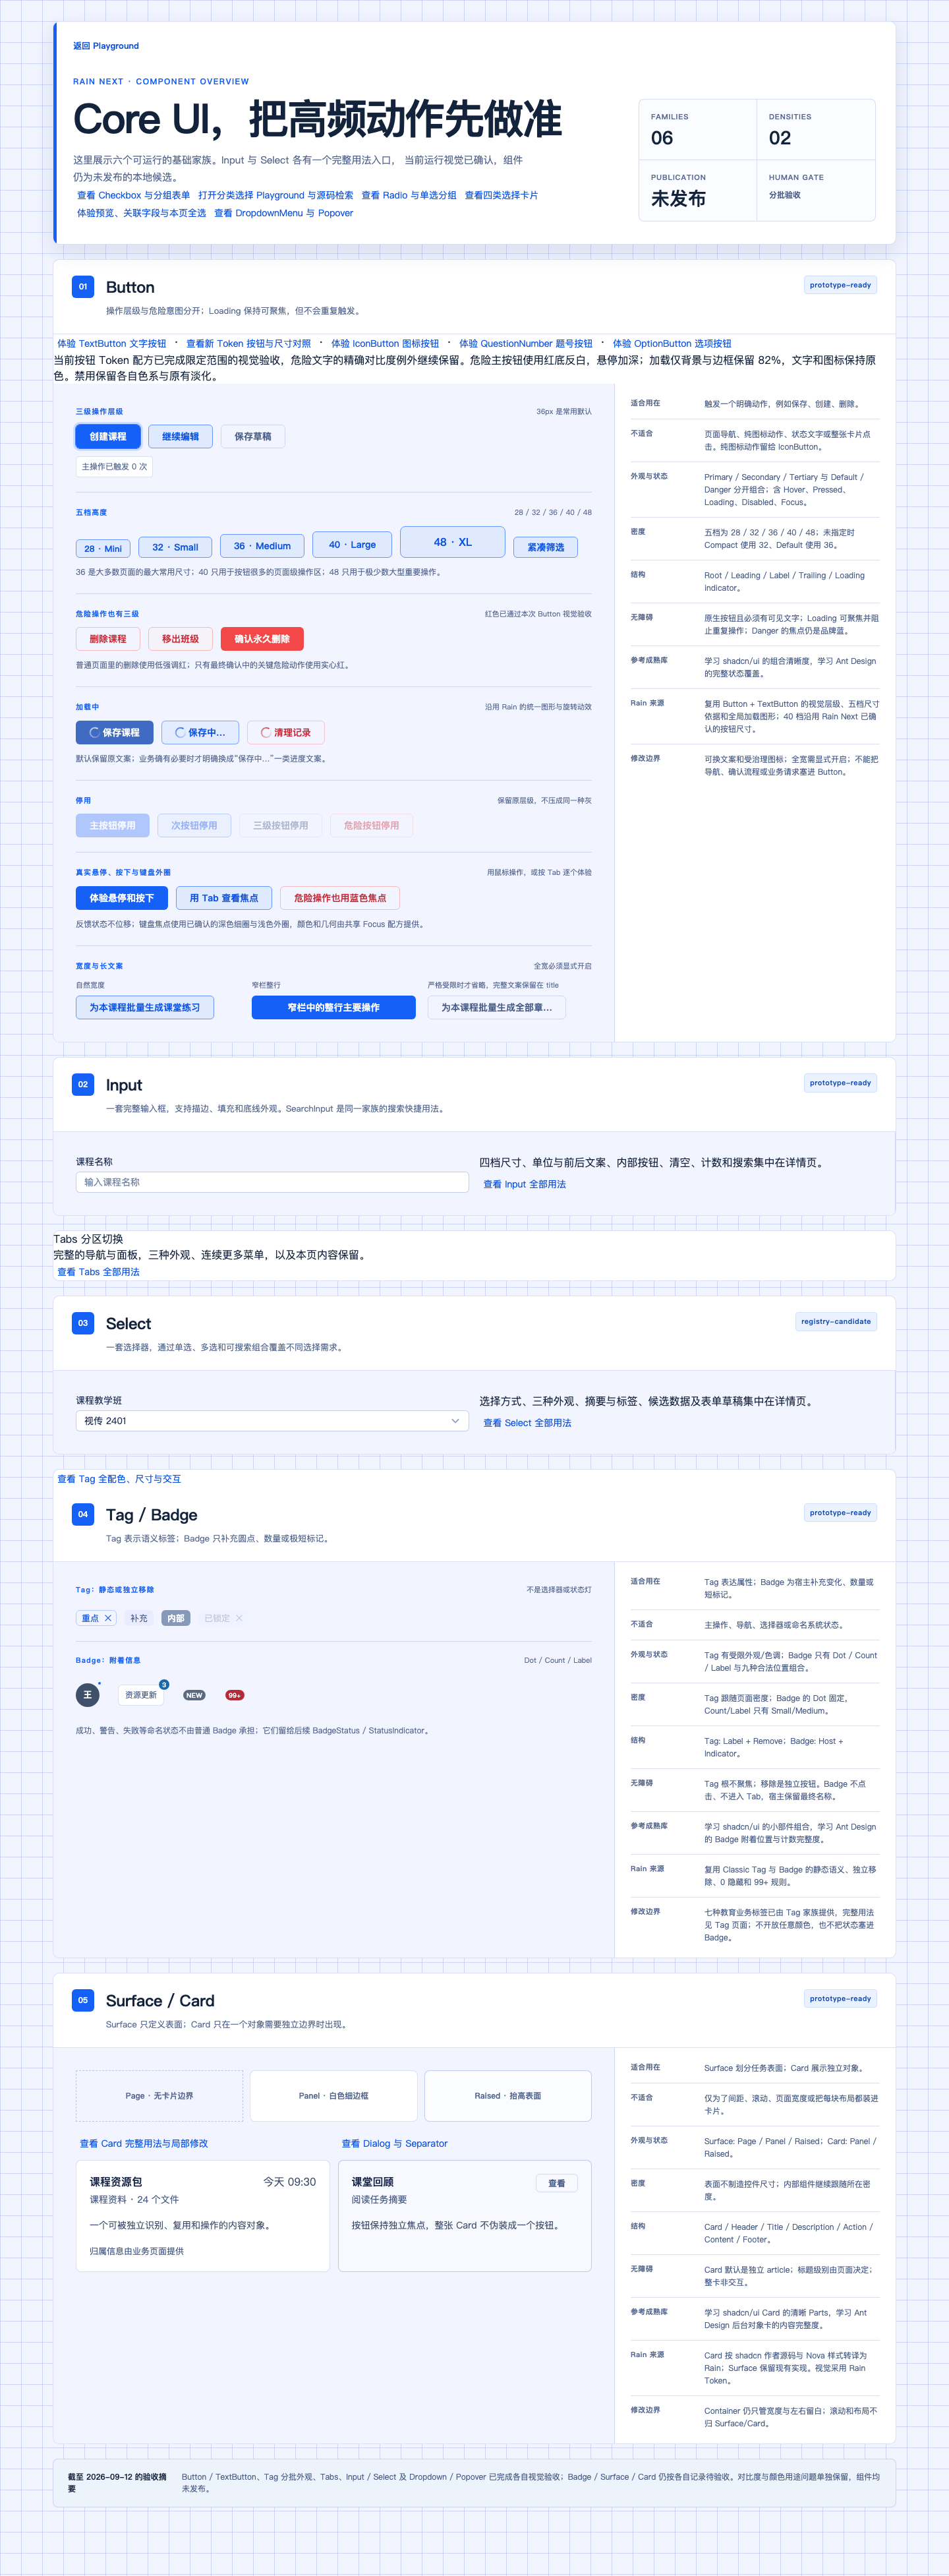 返回 Playground
RAIN NEXT · COMPONENT OVERVIEW
Core UI，把高频动作先做准
这里展示六个可运行的基础家族。Input 与 Select 各有一个完整用法入口， 当前运行视觉已确认，组件
仍为未发布的本地候选。
查看 Checkbox 与分组表单 打开分类选择 Playground 与源码检索 查看 Radio 与单选分组 查看四类选择卡片
体验预览、关联字段与本页全选 查看 DropdownMenu 与 Popover
FAMILIES
06
DENSITIES
02
PUBLICATION
未发布
HUMAN GATE
分批验收
01
Button
操作层级与危险意图分开；Loading 保持可聚焦，但不会重复触发。
prototype-ready
体验 TextButton 文字按钮 · 查看新 Token 按钮与尺寸对照 · 体验 IconButton 图标按钮 · 体验 QuestionNumber 题号按钮 · 体验 OptionButton 选项按钮
当前按钮 Token 配方已完成限定范围的视觉验收，危险文字的精确对比度例外继续保留。危险主按钮使用红底反白，悬停加深；加载仅背景与边框保留 82%，文字和图标保持原
色。禁用保留各自色系与原有淡化。
三级操作层级
36px 是常用默认
创建课程
继续编辑
保存草稿
主操作已触发 0 次
五档高度
28 / 32 / 36 / 40 / 48
28 · Mini
32 · Small
36 · Medium
40 · Large
48 · XL
紧凑筛选
36 是大多数页面的最大常用尺寸；40 只用于按钮很多的页面级操作区；48 只用于极少数大型重要操作。
危险操作也有三级
红色已通过本次 Button 视觉验收
删除课程
移出班级
确认永久删除
普通页面里的删除使用低强调红；只有最终确认中的关键危险动作使用实心红。
加载中
沿用 Rain 的统一图形与旋转动效
保存课程
保存中...
清理记录
默认保留原文案；业务确有必要时才明确换成“保存中...”一类进度文案。
停用
保留原层级，不压成同一种灰
主按钮停用
次按钮停用
三级按钮停用
危险按钮停用
真实悬停、按下与键盘外圈
用鼠标操作，或按 Tab 逐个体验
体验悬停和按下
用 Tab 查看焦点
危险操作也用蓝色焦点
反馈状态不位移；键盘焦点使用已确认的深色细圈与浅色外圈，颜色和几何由共享 Focus 配方提供。
宽度与长文案
全宽必须显式开启
自然宽度
窄栏整行
严格受限时才省略，完整文案保留在 title
为本课程批量生成课堂练习
窄栏中的整行主要操作
为本课程批量生成全部章...
适合用在
触发一个明确动作，例如保存、创建、删除。
不适合
页面导航、纯图标动作、状态文字或整张卡片点
击。纯图标动作留给 IconButton。
外观与状态
Primary / Secondary / Tertiary 与 Default /
Danger 分开组合；含 Hover、Pressed、
Loading、Disabled、Focus。
密度
五档为 28 / 32 / 36 / 40 / 48；未指定时
Compact 使用 32、Default 使用 36。
结构
Root / Leading / Label / Trailing / Loading
indicator。
无障碍
原生按钮且必须有可见文字；Loading 可聚焦并阻
止重复操作；Danger 的焦点仍是品牌蓝。
参考成熟库
学习 shadcn/ui 的组合清晰度，学习 Ant Design
的完整状态覆盖。
Rain 来源
复用 Button + TextButton 的视觉层级、五档尺寸
依据和全局加载图形；40 档沿用 Rain Next 已确
认的按钮尺寸。
修改边界
可换文案和受治理图标；全宽需显式打开；不能把
导航、确认流程或业务请求塞进 Button。
02
Input
一套完整输入框，支持描边、填充和底线外观。SearchInput 是同一家族的搜索快捷用法。
prototype-ready
课程名称
输入课程名称
四档尺寸、单位与前后文案、内部按钮、清空、计数和搜索集中在详情页。
查看 Input 全部用法
Tabs 分区切换
完整的导航与面板，三种外观、连续更多菜单，以及本页内容保留。
查看 Tabs 全部用法
03
Select
一套选择器，通过单选、多选和可搜索组合覆盖不同选择需求。
registry-candidate
课程教学班
视传 2401
选择方式、三种外观、摘要与标签、候选数据及表单草稿集中在详情页。
查看 Select 全部用法
查看 Tag 全配色、尺寸与交互
04
Tag / Badge
Tag 表示语义标签；Badge 只补充圆点、数量或极短标记。
prototype-ready
Tag：静态或独立移除
不是选择器或状态灯
重点 ×
补充
内部
已锁定 ×
Badge：附着信息
Dot / Count / Label
王
资源更新
3
NEW
99+
成功、警告、失败等命名状态不由普通 Badge 承担；它们留给后续 BadgeStatus / StatusIndicator。
适合用在
Tag 表达属性；Badge 为宿主补充变化、数量或
短标记。
不适合
主操作、导航、选择器或命名系统状态。
外观与状态
Tag 有受限外观/色调；Badge 只有 Dot / Count
/ Label 与九种合法位置组合。
密度
Tag 跟随页面密度；Badge 的 Dot 固定，
Count/Label 只有 Small/Medium。
结构
Tag: Label + Remove；Badge: Host +
Indicator。
无障碍
Tag 根不聚焦；移除是独立按钮。Badge 不点
击、不进入 Tab，宿主保留最终名称。
参考成熟库
学习 shadcn/ui 的小部件组合，学习 Ant Design
的 Badge 附着位置与计数完整度。
Rain 来源
复用 Classic Tag 与 Badge 的静态语义、独立移
除、0 隐藏和 99+ 规则。
修改边界
七种教育业务标签已由 Tag 家族提供，完整用法
见 Tag 页面；不开放任意颜色，也不把状态塞进
Badge。
05
Surface / Card
Surface 只定义表面；Card 只在一个对象需要独立边界时出现。
prototype-ready
Page · 无卡片边界
Panel · 白色细边框
Raised · 抬高表面
查看 Card 完整用法与局部修改
查看 Dialog 与 Separator
课程资源包
今天 09:30
课程资料 · 24 个文件
一个可被独立识别、复用和操作的内容对象。
归属信息由业务页面提供
课堂回顾
查看
阅读任务摘要
按钮保持独立焦点，整张 Card 不伪装成一个按钮。
适合用在
Surface 划分任务表面；Card 展示独立对象。
不适合
仅为了间距、滚动、页面宽度或把每块布局都装进
卡片。
外观与状态
Surface: Page / Panel / Raised；Card: Panel /
Raised。
密度
表面不制造控件尺寸；内部组件继续跟随所在密
度。
结构
Card / Header / Title / Description / Action /
Content / Footer。
无障碍
Card 默认是独立 article；标题级别由页面决定；
整卡非交互。
参考成熟库
学习 shadcn/ui Card 的清晰 Parts，学习 Ant
Design 后台对象卡的内容完整度。
Rain 来源
Card 按 shadcn 作者源码与 Nova 样式转译为
Rain；Surface 保留现有实现。视觉采用 Rain
Token。
修改边界
Container 仍只管宽度与左右留白；滚动和布局不
归 Surface/Card。
截至 2026-09-12 的验收摘
要
Button / TextButton、Tag 分批外观、Tabs、Input / Select 及 Dropdown / Popover 已完成各自视觉验收；Badge / Surface / Card 仍按各自记录待验收。对比度与颜色用途问题单独保留，组件均
未发布。